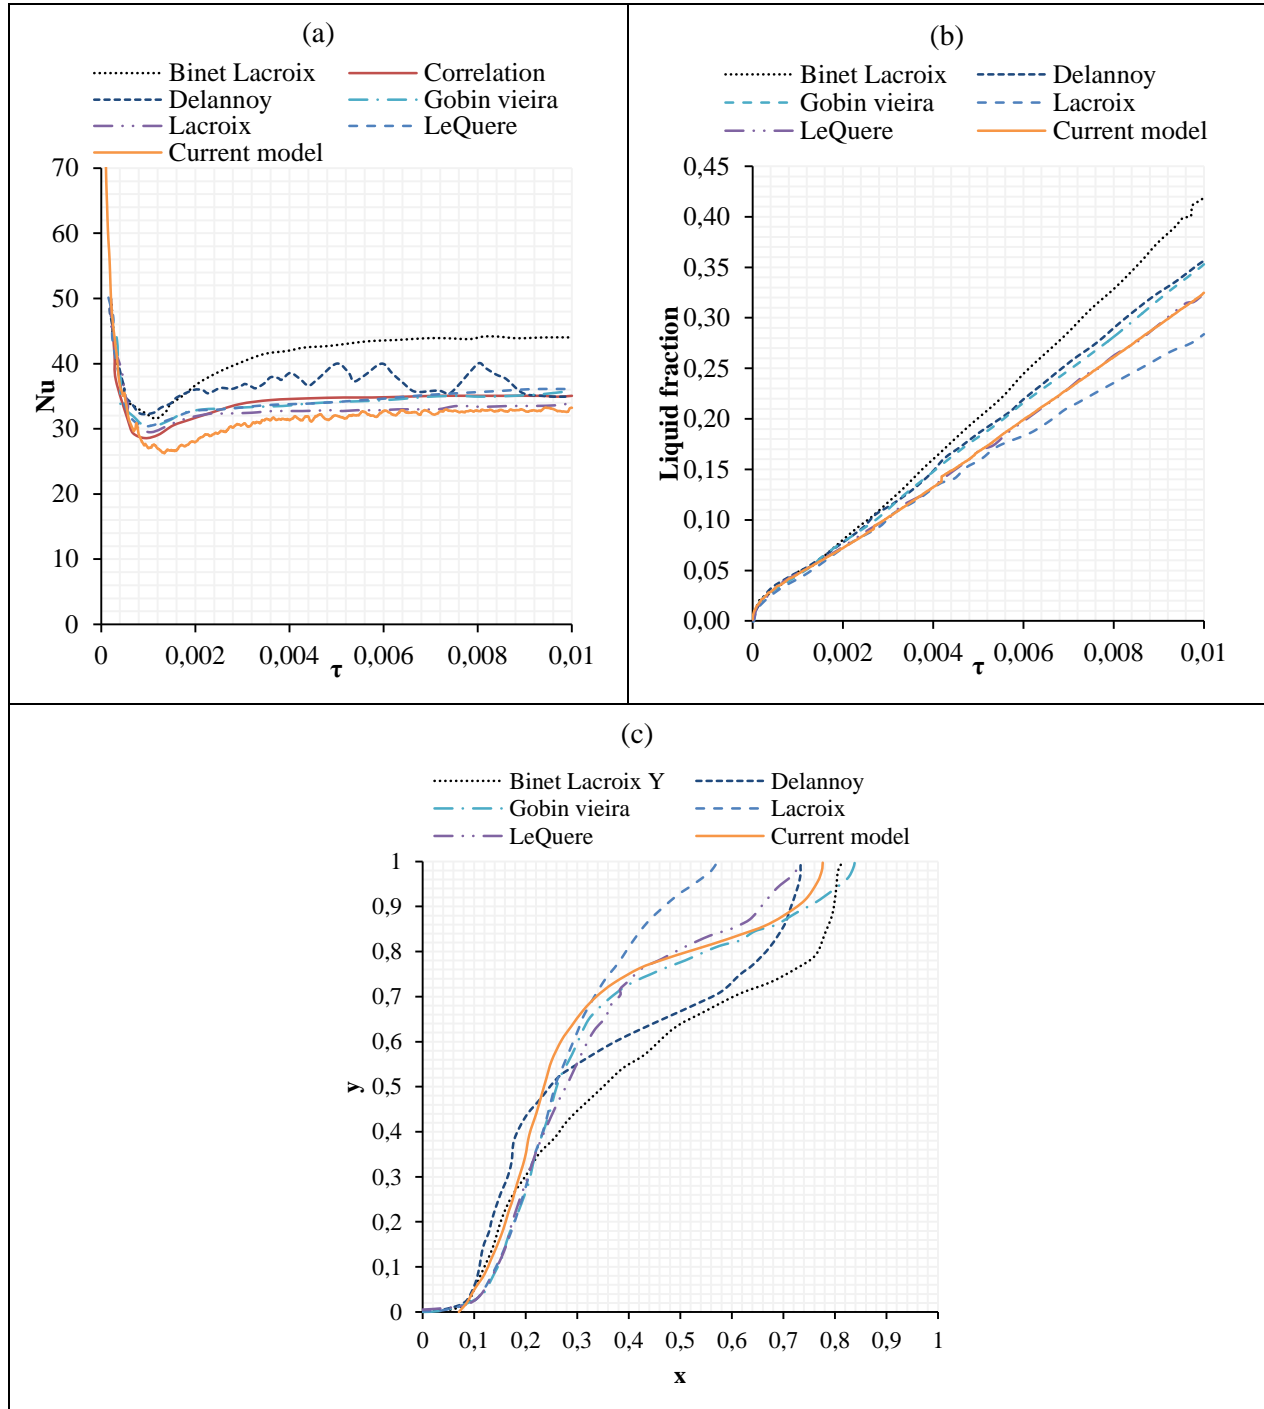 (a)
Binet Lacroix Correlation
Delannoy Gobin vieira
Lacroix LeQuere
Current model
70
60
50
40
30
20
10
0
Nu
0 0,002 0,004 0,006 0,008 0,01
τ
(b)
Binet Lacroix Delannoy
Gobin vieira Lacroix
LeQuere Current model
0,45
0,40
0,35
0,30
0,25
0,20
0,15
0,10
0,05
0,00
Liquid fraction
0 0,002 0,004 0,006 0,008 0,01
τ
(c)
Binet Lacroix Y Delannoy
Gobin vieira Lacroix
LeQuere Current model
1
0,9
0,8
0,7
0,6
0,5
0,4
0,3
0,2
0,1
0
y
0 0,1 0,2 0,3 0,4 0,5 0,6 0,7 0,8 0,9 1
x